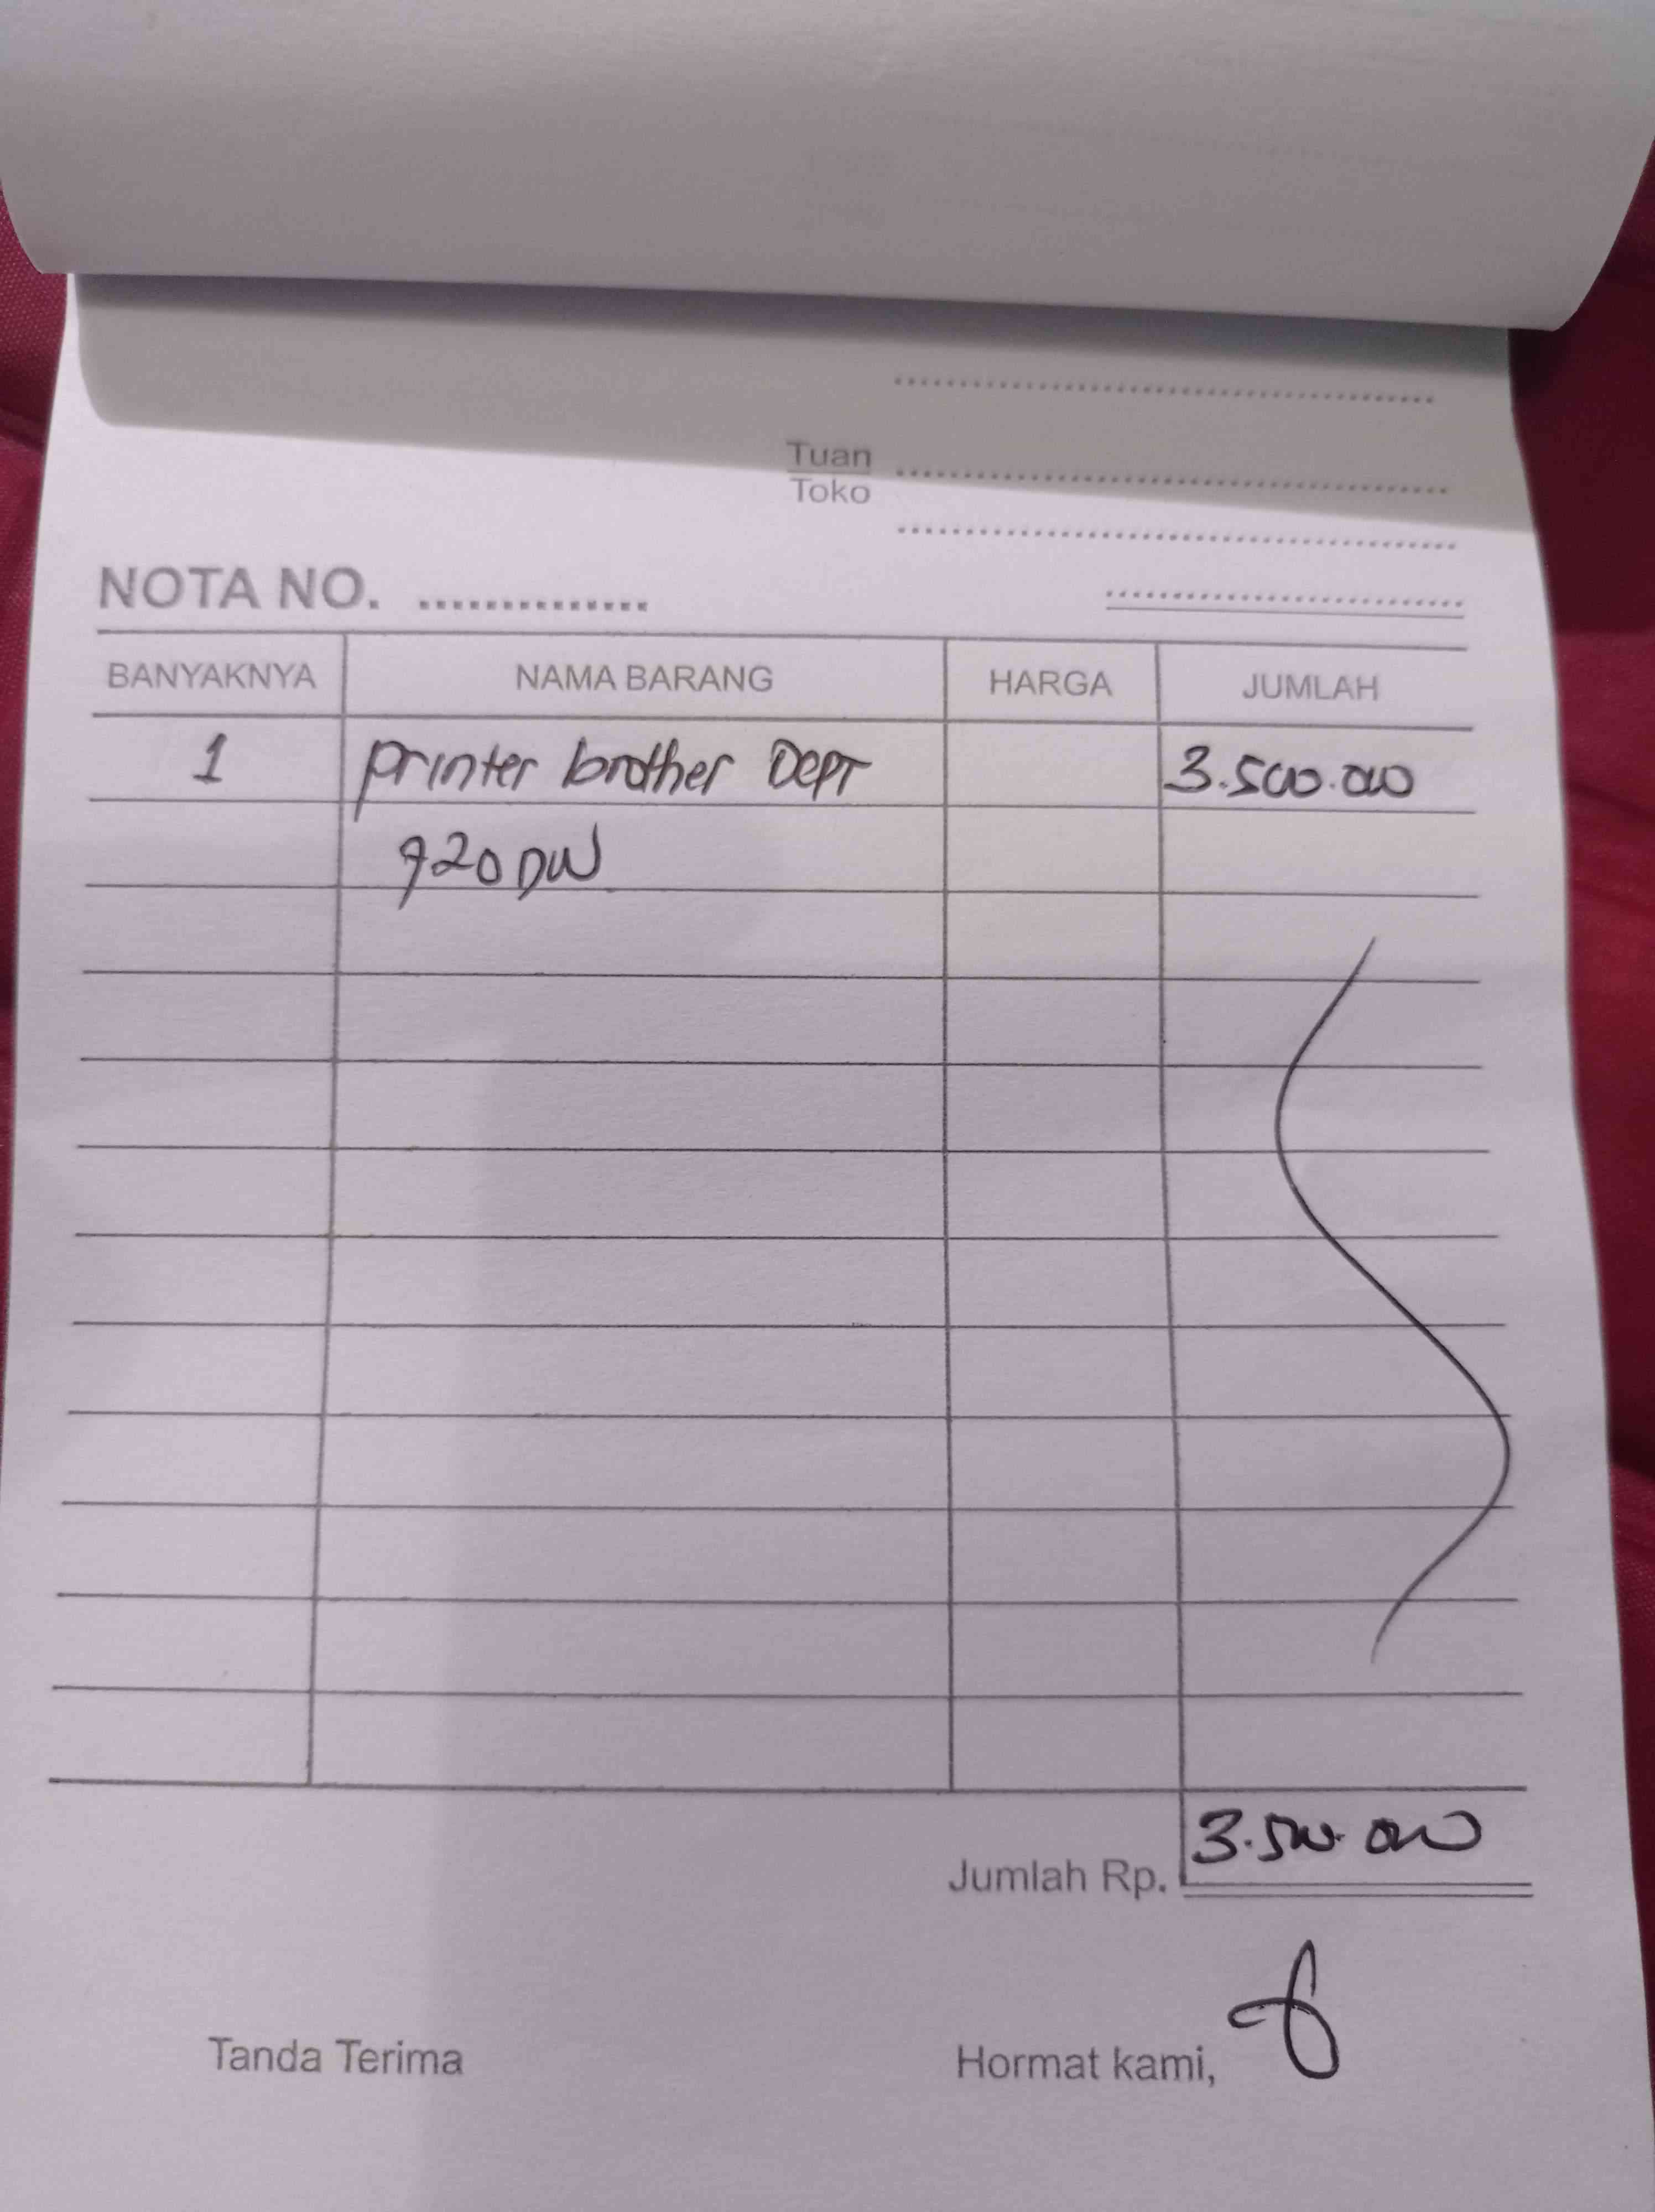 Tuan
Toko
NOTA NO. ..............
BANYAKNYA NAMA BARANG HARGA JUMLAH
1 printer brother DCPT 3.500.000
720DW
Jumlah Rp. 3.500.000
Tanda Terima Hormat kami,